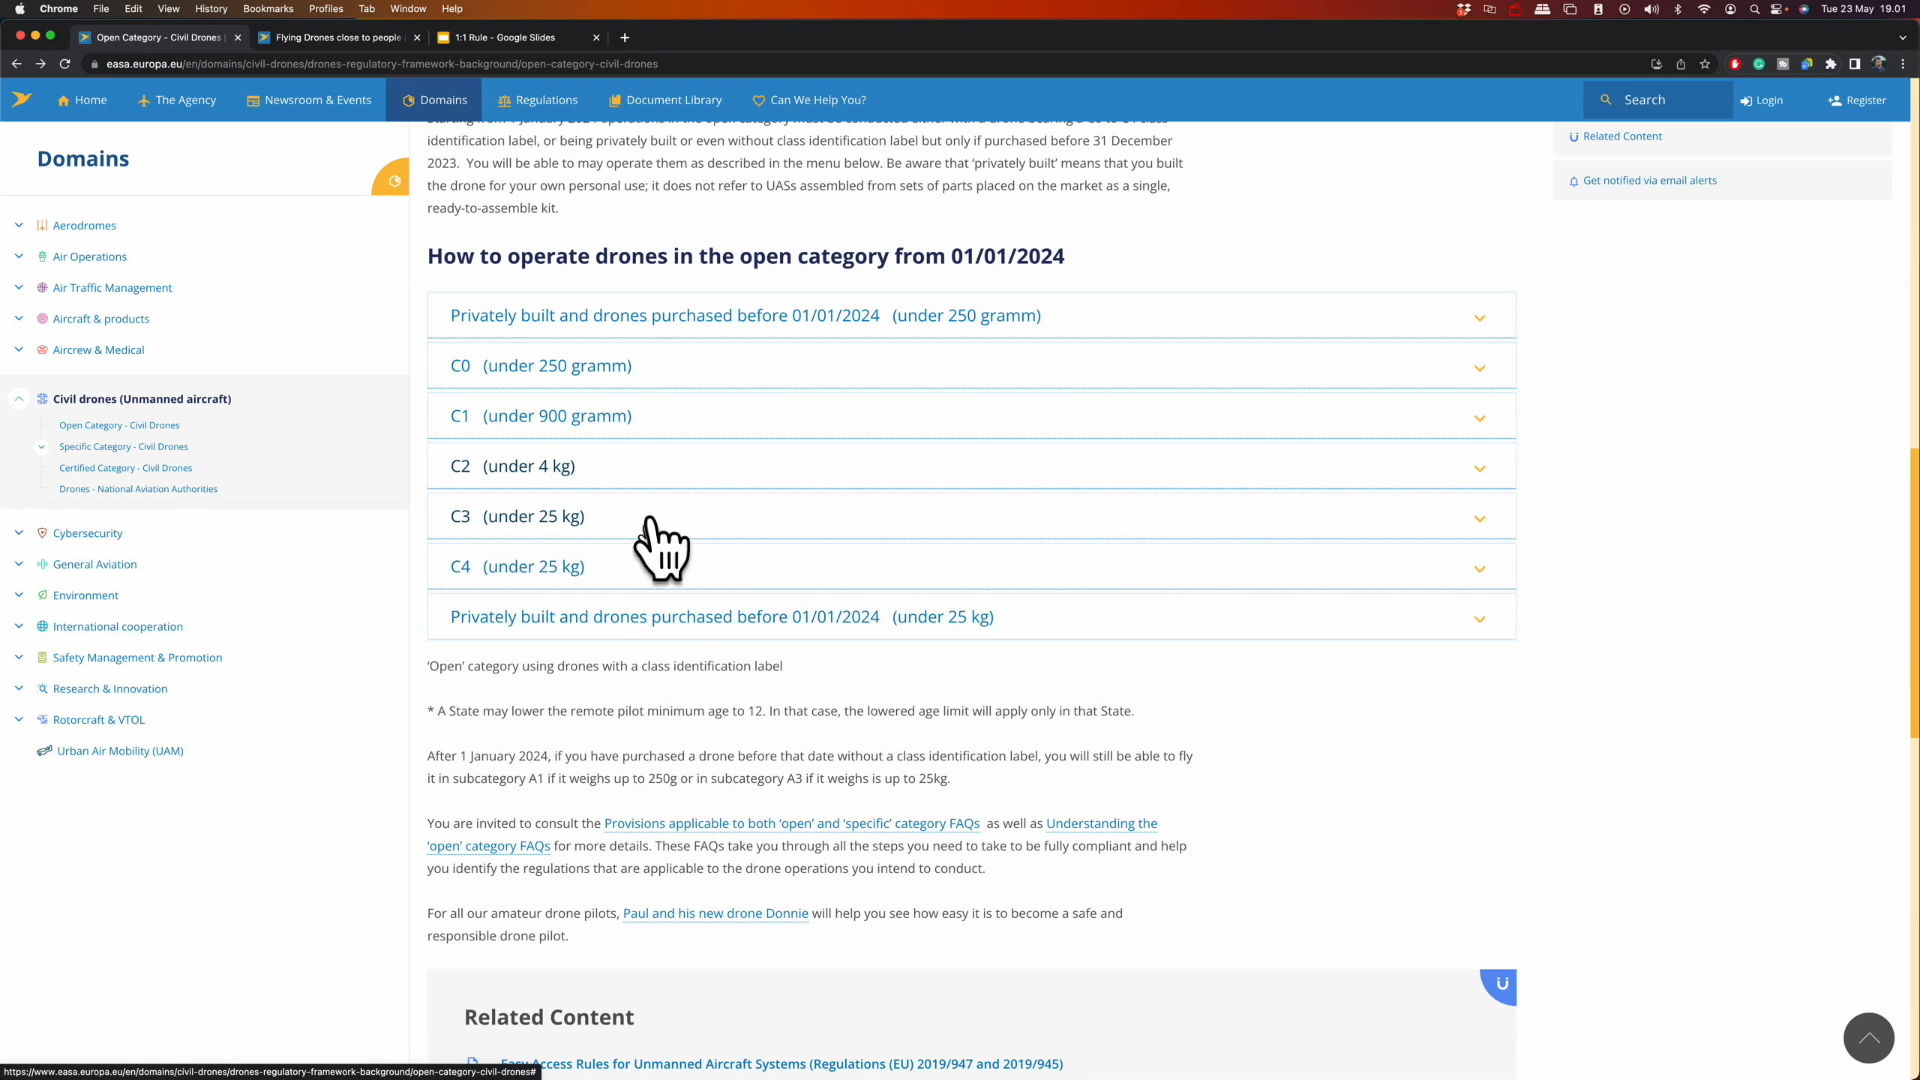 Chrome File Edit View History Bookmarks Profiles Tab Window Help
Tue 23 May 19.01
Open Category - Civil Drones
Flying Drones close to people
1:1 Rule - Google Slides
easa.europa.eu/en/domains/civil-drones/drones-regulatory-framework-background/open-category-civil-drones
Home
The Agency
Newsroom & Events
Domains
Regulations
Document Library
Can We Help You?
Search
Login
Register
Domains
Aerodromes
Air Operations
Air Traffic Management
Aircraft & products
Aircrew & Medical
Civil drones (Unmanned aircraft)
Open Category - Civil Drones
Specific Category - Civil Drones
Certified Category - Civil Drones
Drones - National Aviation Authorities
Cybersecurity
General Aviation
Environment
International cooperation
Safety Management & Promotion
Research & Innovation
Rotorcraft & VTOL
Urban Air Mobility (UAM)
identification label, or being privately built or even without class identification label but only if purchased before 31 December
2023. You will be able to may operate them as described in the menu below. Be aware that ‘privately built’ means that you built
the drone for your own personal use; it does not refer to UASs assembled from sets of parts placed on the market as a single,
ready-to-assemble kit.
How to operate drones in the open category from 01/01/2024
Privately built and drones purchased before 01/01/2024 (under 250 gramm)
C0 (under 250 gramm)
C1 (under 900 gramm)
C2 (under 4 kg)
C3 (under 25 kg)
C4 (under 25 kg)
Privately built and drones purchased before 01/01/2024 (under 25 kg)
‘Open’ category using drones with a class identification label
* A State may lower the remote pilot minimum age to 12. In that case, the lowered age limit will apply only in that State.
After 1 January 2024, if you have purchased a drone before that date without a class identification label, you will still be able to fly
it in subcategory A1 if it weighs up to 250g or in subcategory A3 if it weighs is up to 25kg.
You are invited to consult the Provisions applicable to both ‘open’ and ‘specific’ category FAQs as well as Understanding the
‘open’ category FAQs for more details. These FAQs take you through all the steps you need to take to be fully compliant and help
you identify the regulations that are applicable to the drone operations you intend to conduct.
For all our amateur drone pilots, Paul and his new drone Donnie will help you see how easy it is to become a safe and
responsible drone pilot.
Related Content
Easy Access Rules for Unmanned Aircraft Systems (Regulations (EU) 2019/947 and 2019/945)
Related Content
Get notified via email alerts
https://www.easa.europa.eu/en/domains/civil-drones/drones-regulatory-framework-background/open-category-civil-drones#